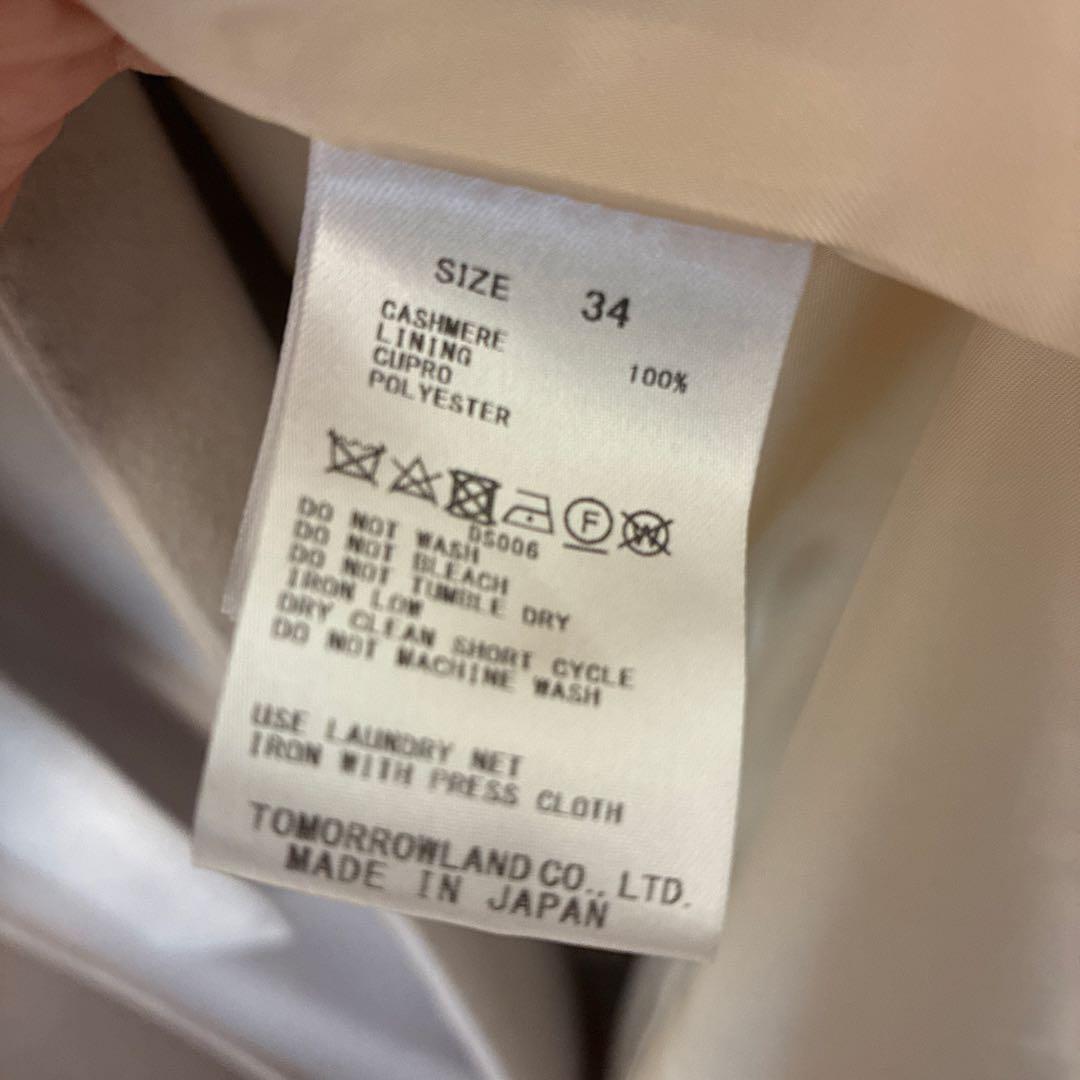 SIZE 34
CASHMERE 100%
LINING
CUPRO
POLYESTER
F W
DS006
DO NOT WASH
DO NOT BLEACH
DO NOT TUMBLE DRY
IRON LOW
DRY CLEAN SHORT CYCLE
DO NOT MACHINE WASH
USE LAUNDRY NET
IRON WITH PRESS CLOTH
TOMORROWLAND CO., LTD.
MADE IN JAPAN